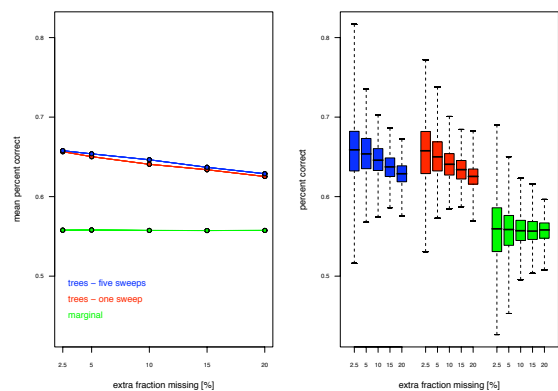 0.8
0.7
0.6
0.5
mean percent correct
trees − five sweeps
trees − one sweep
marginal
2.5 5 10 15 20
extra fraction missing [%]
0.8
0.7
0.6
0.5
percent correct
2.5 5 10 15 20 2.5 5 10 15 20 2.5 5 10 15 20
extra fraction missing [%]